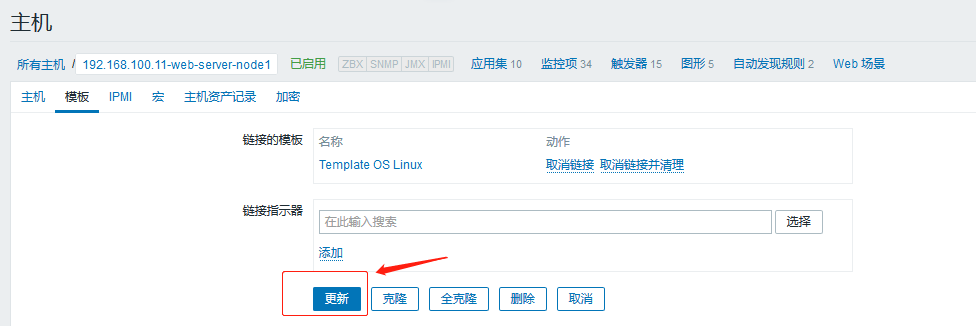 主机
所有主机 / 192.168.100.11-web-server-node1 已启用 ZBX SNMP JMX IPMI 应用集 10 监控项 34 触发器 15 图形 5 自动发现规则 2 Web 场景
主机 模板 IPMI 宏 主机资产记录 加密
链接的模板 名称 动作
Template OS Linux 取消链接 取消链接并清理
链接指示器 在此输入搜索 选择
添加
更新 克隆 全克隆 删除 取消